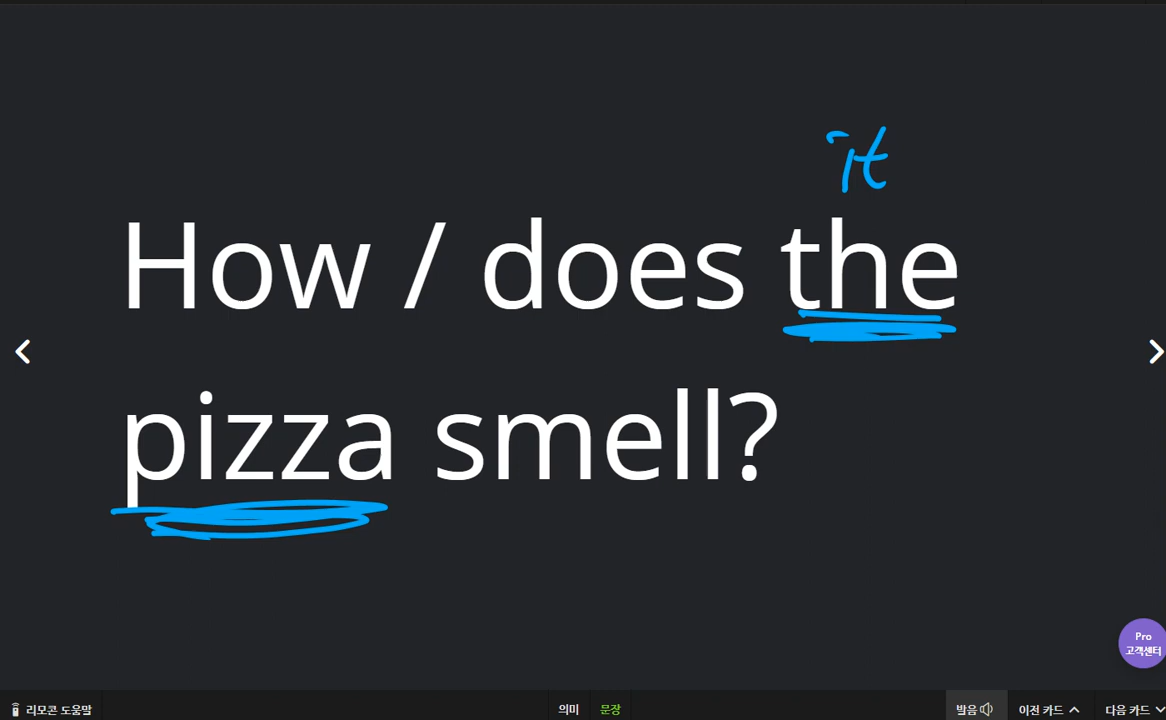 it
How / does the
pizza smell?
Pro
고객센터
리모콘 도움말
의미
문장
발음
이전 카드
다음 카드